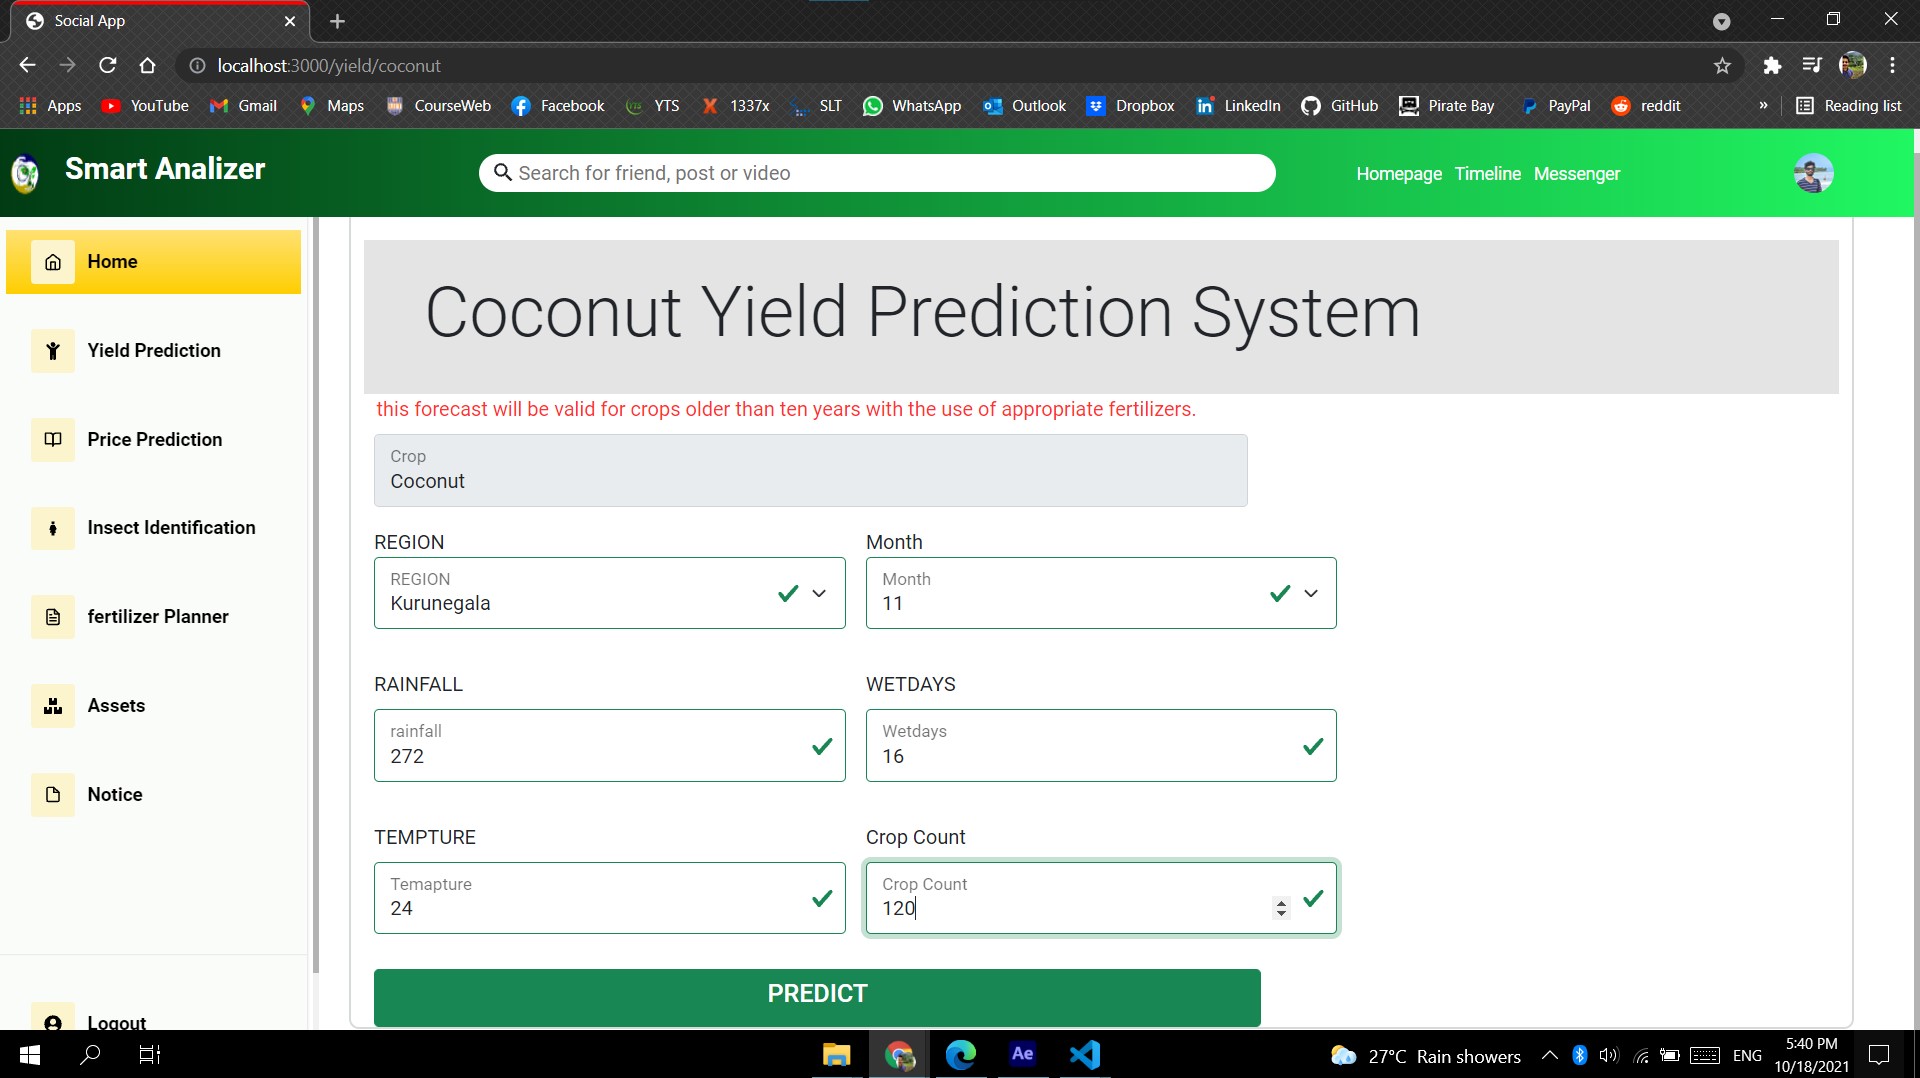 Social App
localhost:3000/yield/coconut
Apps YouTube Gmail Maps CourseWeb Facebook YTS 1337x SLT WhatsApp Outlook Dropbox LinkedIn GitHub Pirate Bay PayPal reddit » Reading list
Smart Analizer
Search for friend, post or video
Homepage Timeline Messenger
Home
Yield Prediction
Price Prediction
Insect Identification
fertilizer Planner
Assets
Notice
Logout
Coconut Yield Prediction System
this forecast will be valid for crops older than ten years with the use of appropriate fertilizers.
Crop
Coconut
REGION Month
REGION Month
Kurunegala 11
RAINFALL WETDAYS
rainfall Wetdays
272 16
TEMPTURE Crop Count
Temapture Crop Count
24 120
PREDICT
Ae
27°C Rain showers
ENG
5:40 PM
10/18/2021